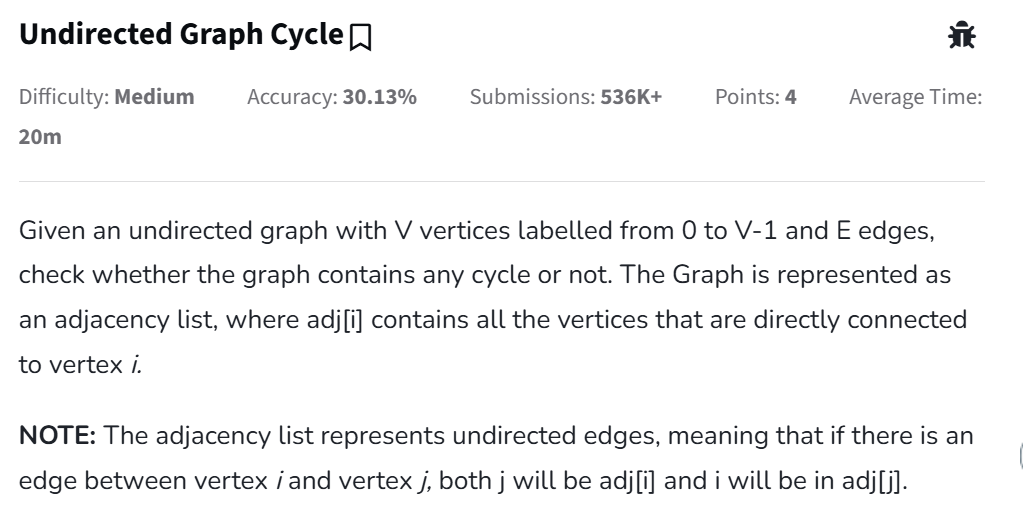 Undirected Graph Cycle
Difficulty: Medium Accuracy: 30.13% Submissions: 536K+ Points: 4 Average Time:
20m
Given an undirected graph with V vertices labelled from 0 to V-1 and E edges,
check whether the graph contains any cycle or not. The Graph is represented as
an adjacency list, where adj[i] contains all the vertices that are directly connected
to vertex i.
NOTE: The adjacency list represents undirected edges, meaning that if there is an
edge between vertex i and vertex j, both j will be adj[i] and i will be in adj[j].